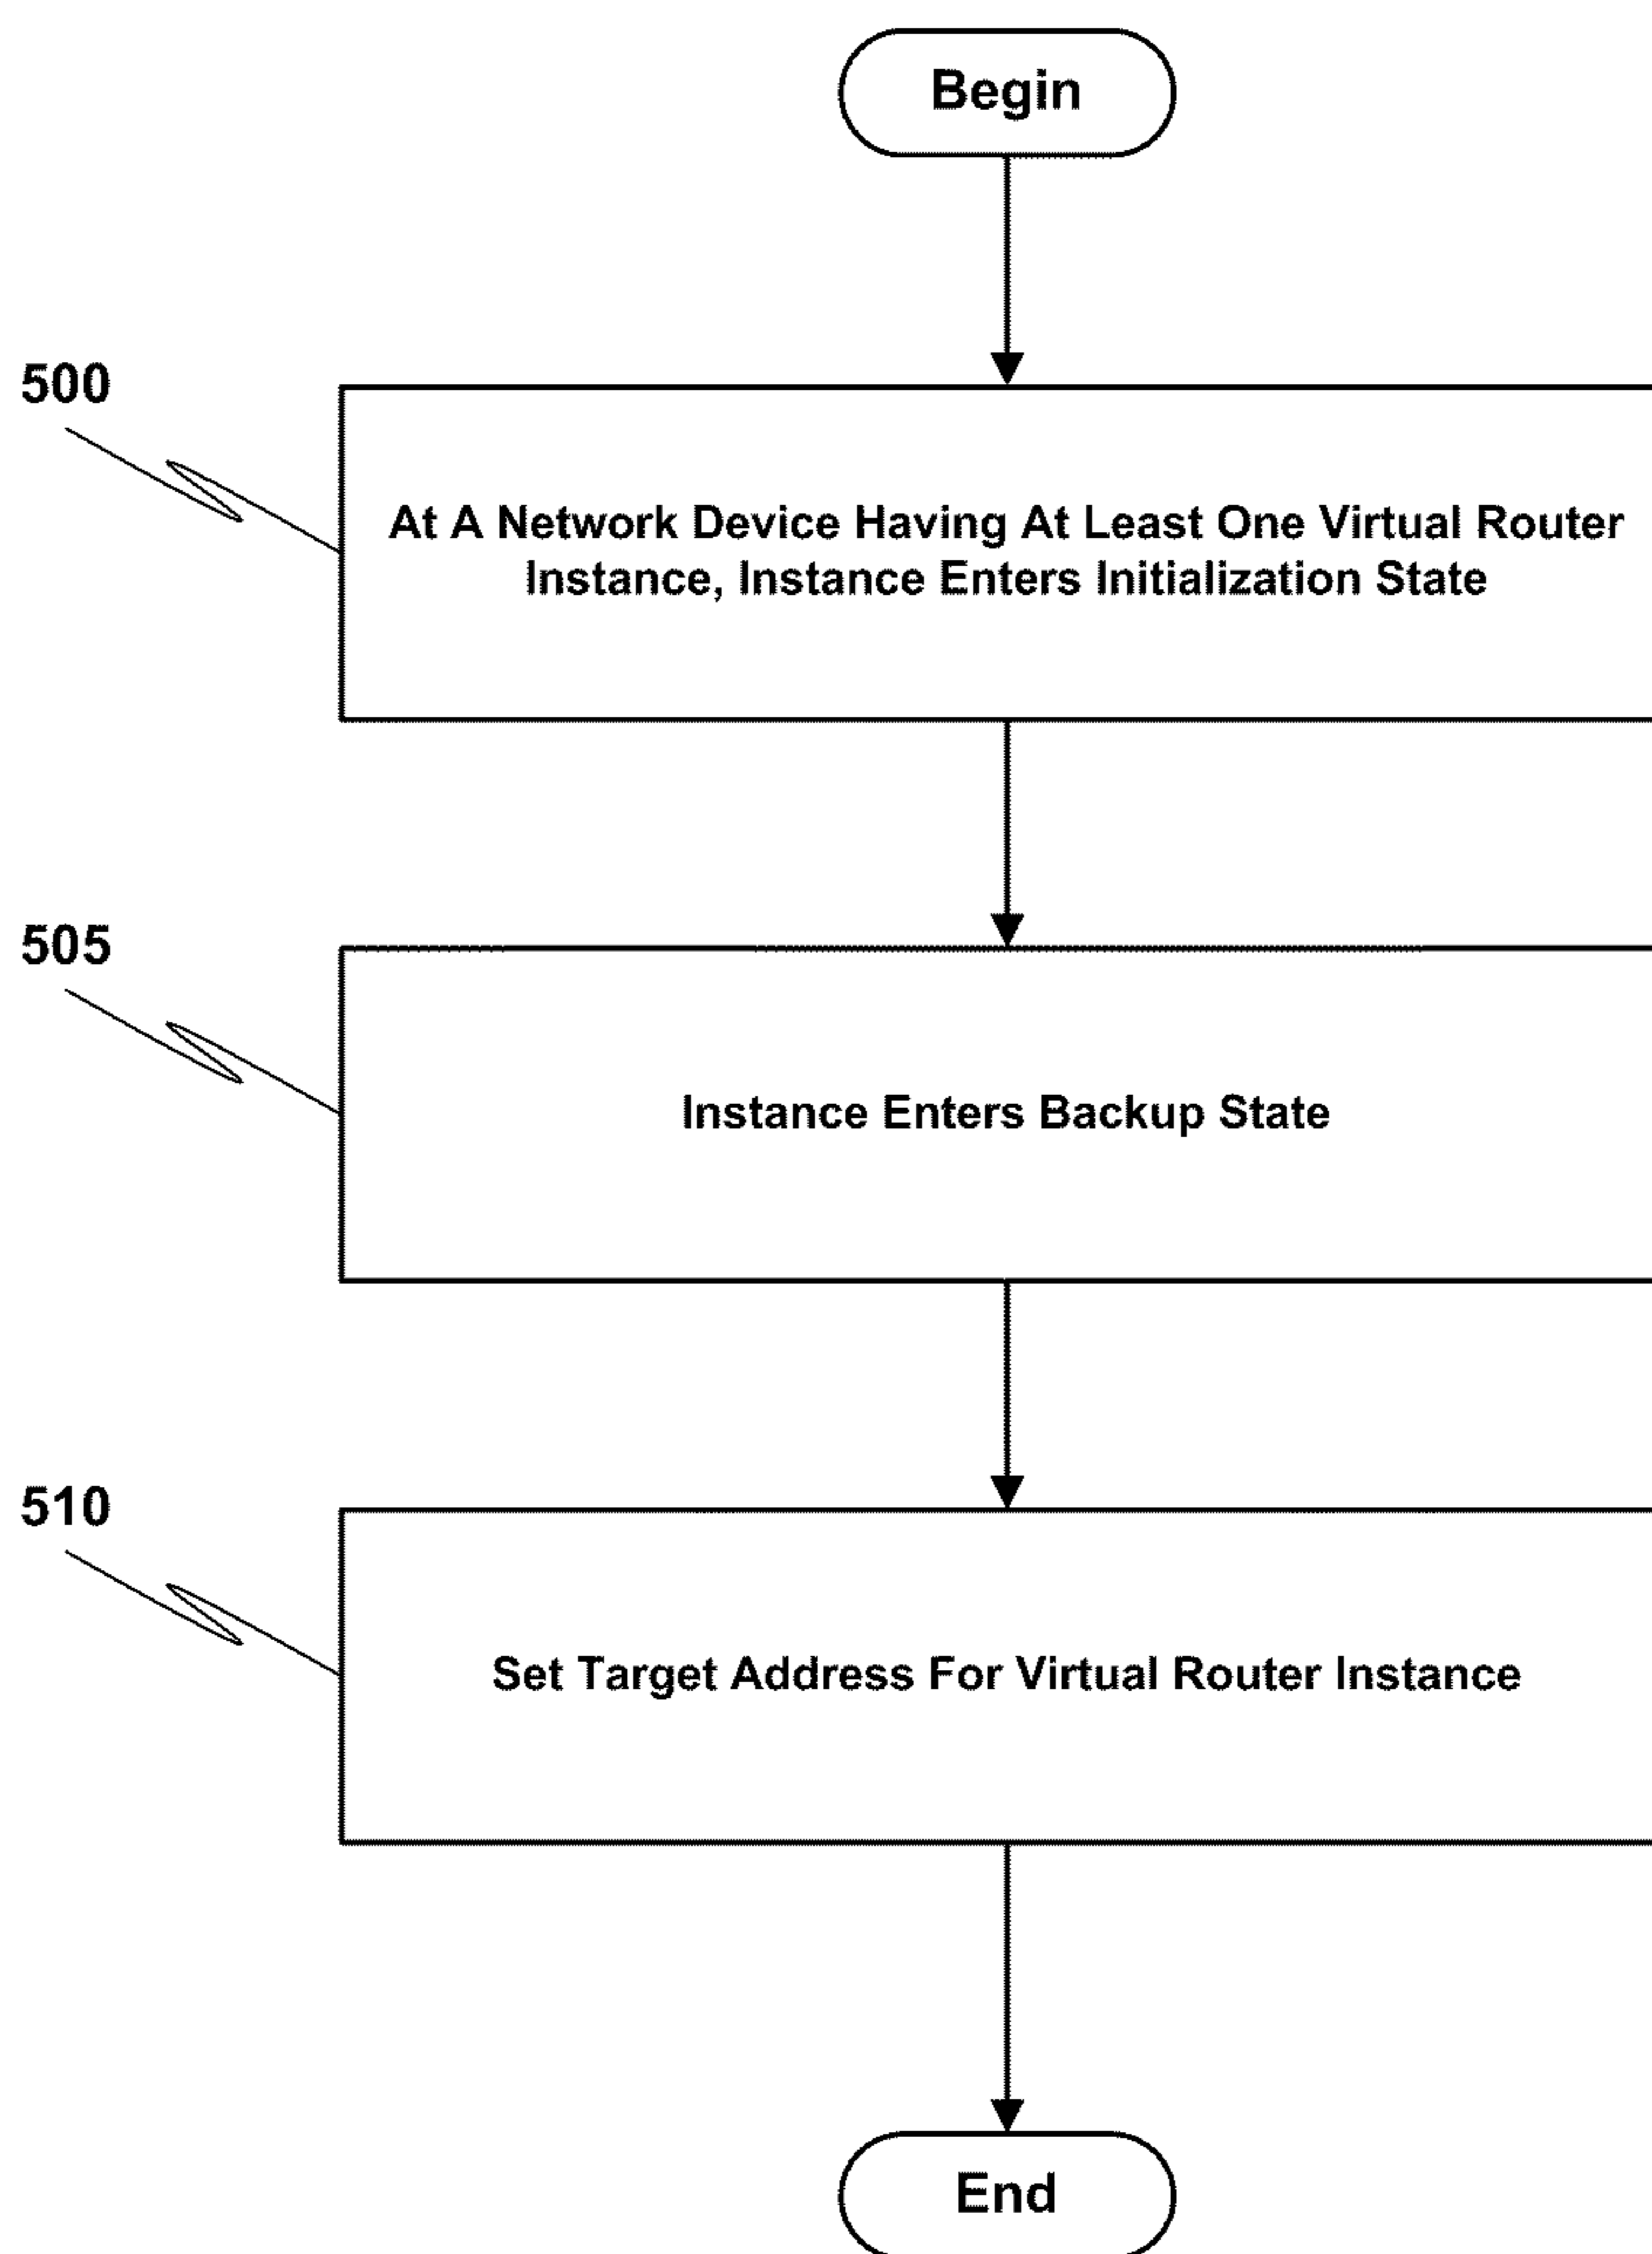 Begin
500
At A Network Device Having At Least One Virtual Router
Instance, Instance Enters Initialization State
505
Instance Enters Backup State
510
Set Target Address For Virtual Router Instance
End